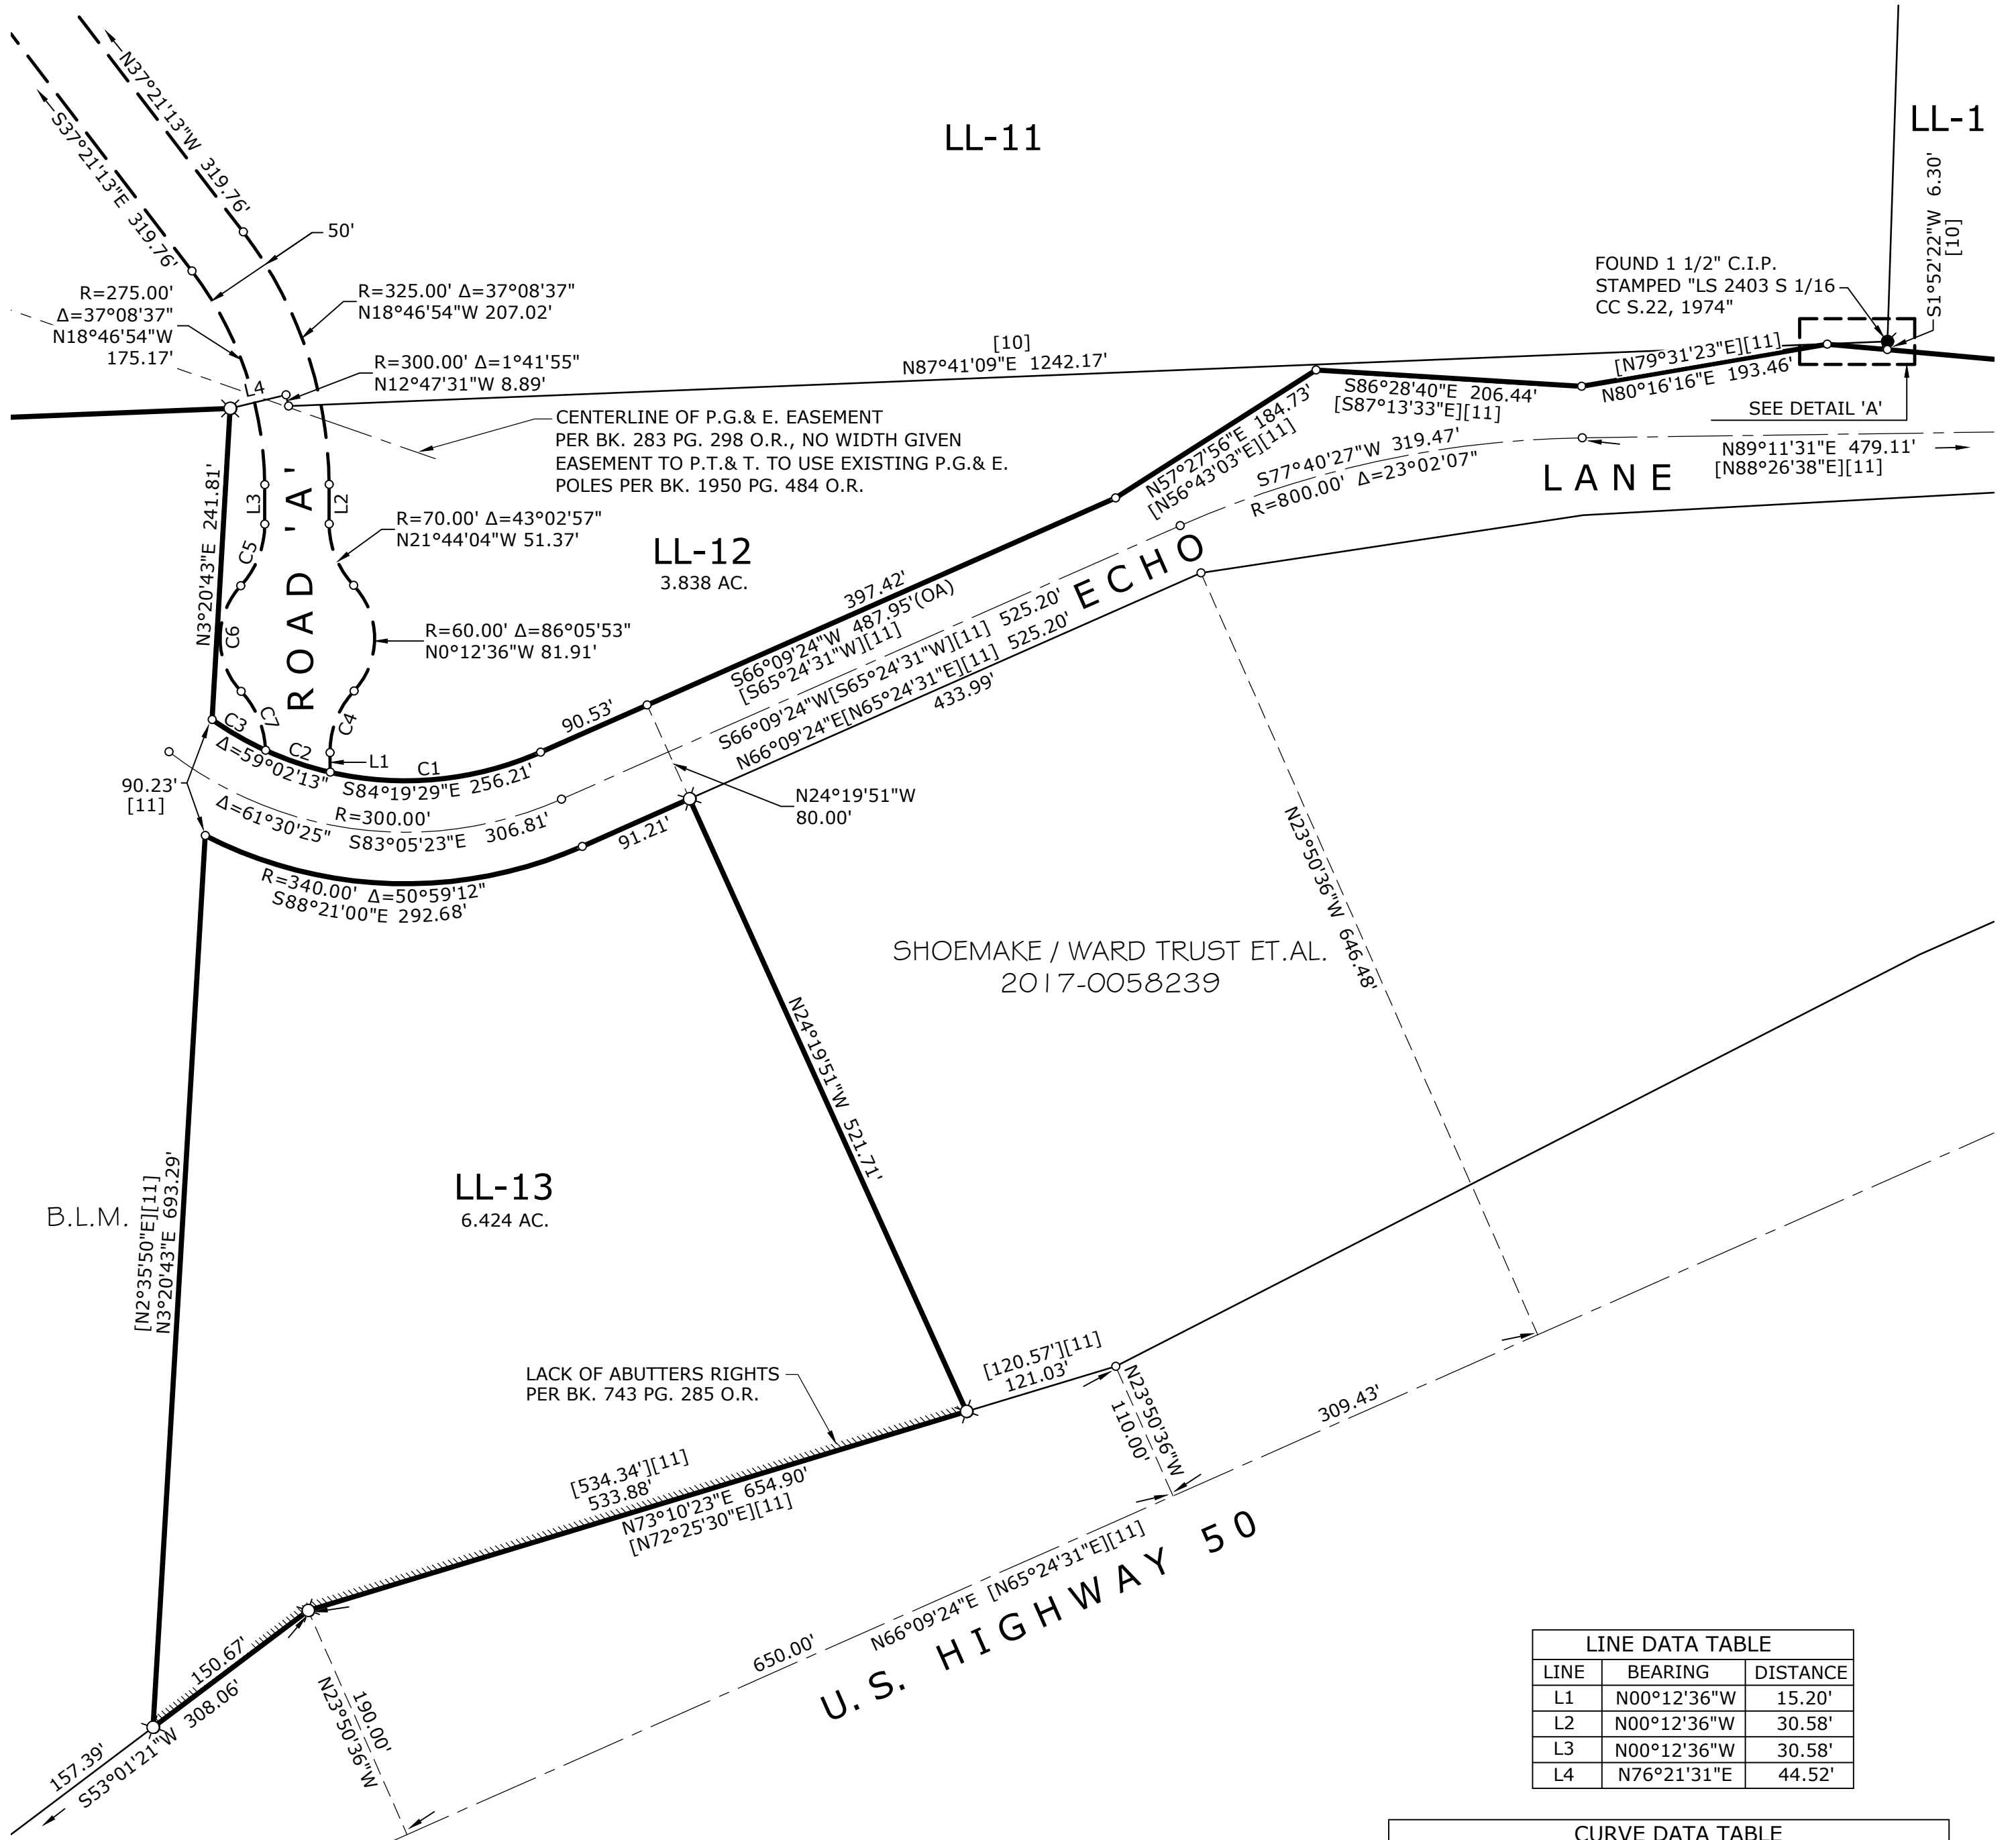 N37°21'13"W 319.76'
S37°21'13"E 319.76'
50'
LL-11
LL-1
S1°52'22"W 6.30'
[10]
R=275.00'
Δ=37°08'37"
N18°46'54"W
175.17'
R=325.00' Δ=37°08'37"
N18°46'54"W 207.02'
R=300.00' Δ=1°41'55"
N12°47'31"W 8.89'
L4
[10]
N87°41'09"E 1242.17'
FOUND 1 1/2" C.I.P.
STAMPED "LS 2403 S 1/16
CC S.22, 1974"
[N79°31'23"E][11]
N80°16'16"E 193.46'
S86°28'40"E 206.44'
[S87°13'33"E][11]
SEE DETAIL 'A'
CENTERLINE OF P.G.& E. EASEMENT
PER BK. 283 PG. 298 O.R., NO WIDTH GIVEN
EASEMENT TO P.T.& T. TO USE EXISTING P.G.& E.
POLES PER BK. 1950 PG. 484 O.R.
N57°27'56"E 184.73'
[N56°43'03"E][11]
S77°40'27"W 319.47'
R=800.00' Δ=23°02'07"
N89°11'31"E 479.11'
[N88°26'38"E][11]
LANE
ECHO
N3°20'43"E 241.81'
L3
L2
ROAD 'A'
R=70.00' Δ=43°02'57"
N21°44'04"W 51.37'
C5
C6
LL-12
3.838 AC.
R=60.00' Δ=86°05'53"
N0°12'36"W 81.91'
397.42'
S66°09'24"W 487.95'(OA)
[S65°24'31"W][11]
S66°09'24"W[S65°24'31"W][11] 525.20'
N66°09'24"E[N65°24'31"E][11] 525.20'
433.99'
C3
C7
C4
C2
L1
C1
90.53'
Δ=59°02'13"
S84°19'29"E 256.21'
90.23'
[11]
R=300.00'
Δ=61°30'25"
S83°05'23"E 306.81'
N24°19'51"W
80.00'
91.21'
R=340.00' Δ=50°59'12"
S88°21'00"E 292.68'
N23°50'36"W 646.48'
SHOEMAKE / WARD TRUST ET.AL.
2017-0058239
N24°19'51"W 521.71'
LL-13
6.424 AC.
B.L.M.
[N2°35'50"E][11]
N3°20'43"E 693.29'
LACK OF ABUTTERS RIGHTS
PER BK. 743 PG. 285 O.R.
[120.57'][11]
121.03'
N23°50'36"W
110.00'
309.43'
[534.34'][11]
533.88'
N73°10'23"E 654.90'
[N72°25'30"E][11]
650.00'
N66°09'24"E [N65°24'31"E][11]
U.S. HIGHWAY 50
150.67'
S53°01'21"W 308.06'
157.39'
190.00'
N23°50'36"W
LINE DATA TABLE
LINE BEARING DISTANCE
L1 N00°12'36"W 15.20'
L2 N00°12'36"W 30.58'
L3 N00°12'36"W 30.58'
L4 N76°21'31"E 44.52'
CURVE DATA TABLE